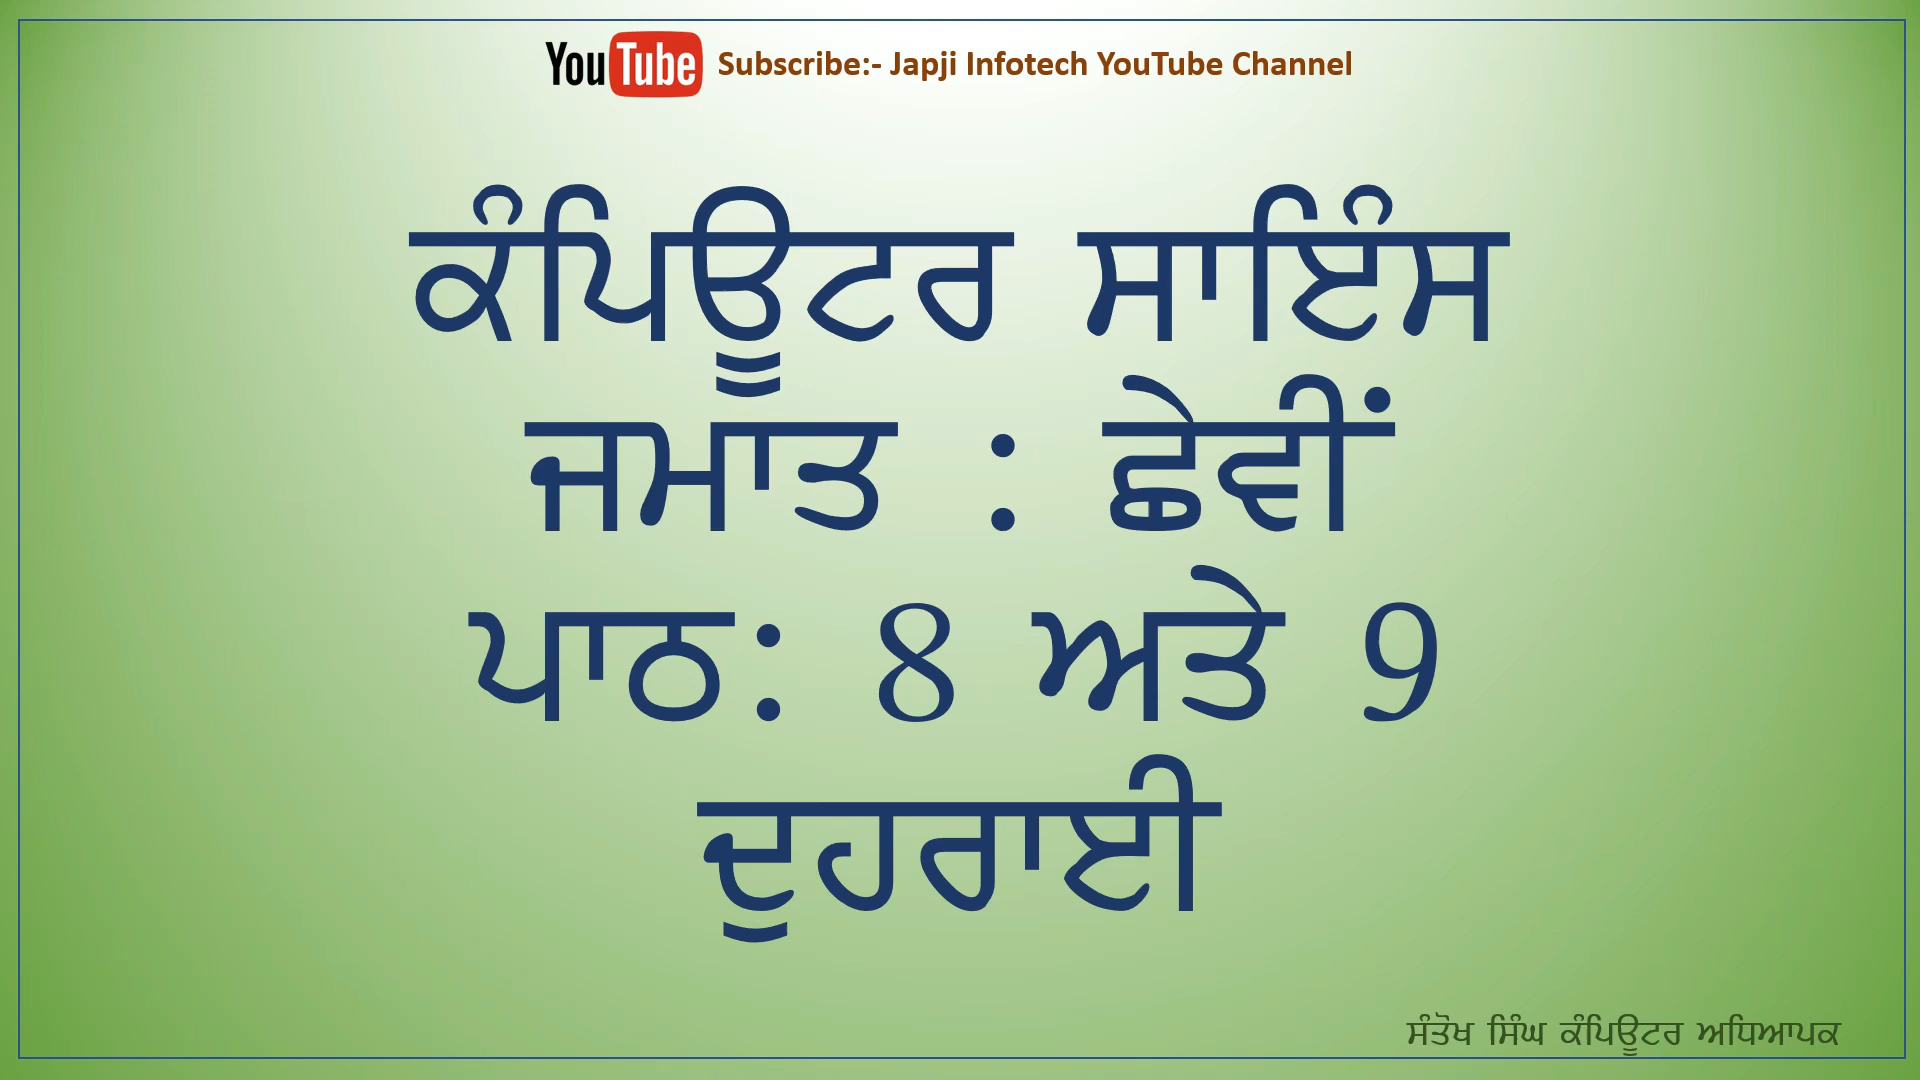 YouTube Subscribe:- Japji Infotech YouTube Channel
ਕੰਪਿਊਟਰ ਸਾਇੰਸ
ਜਮਾਤ : ਛੇਵੀਂ
ਪਾਠ: 8 ਅਤੇ 9
ਦੁਹਰਾਈ
ਸੰਤੋਖ ਸਿੰਘ ਕੰਪਿਊਟਰ ਅਧਿਆਪਕ